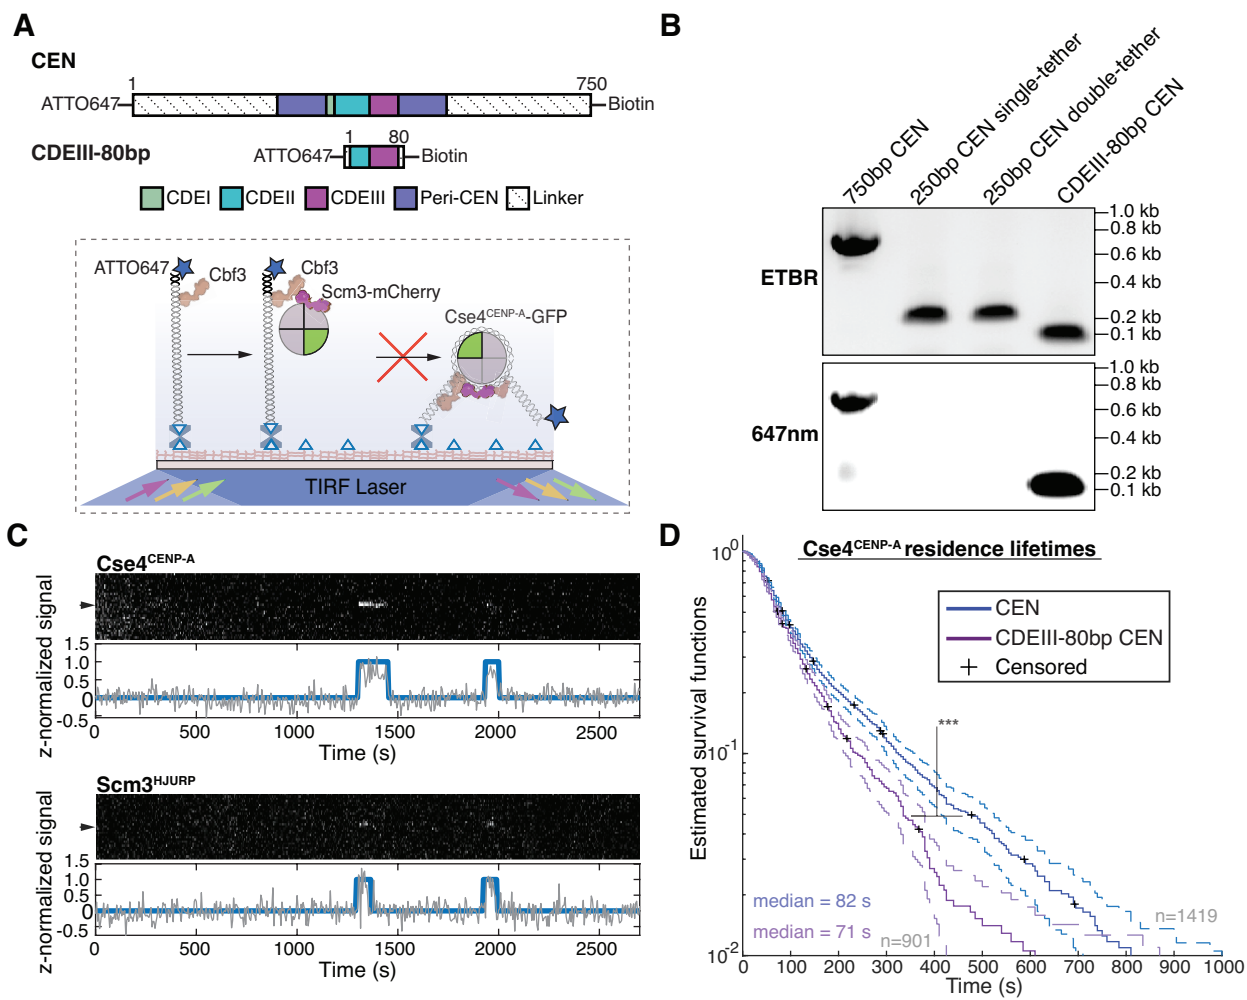 A
CEN
1
750
ATTO647
Biotin
CDEIII-80bp
1
80
ATTO647
Biotin
CDEI
CDEII
CDEIII
Peri-CEN
Linker
ATTO647
Cbf3
Cbf3
Scm3-mCherry
Cse4CENP-A-GFP
TIRF Laser
B
750bp CEN
250bp CEN single-tether
250bp CEN double-tether
CDEIII-80bp CEN
ETBR
1.0 kb
0.8 kb
0.6 kb
0.4 kb
0.2 kb
0.1 kb
647nm
1.0 kb
0.8 kb
0.6 kb
0.4 kb
0.2 kb
0.1 kb
C
Cse4CENP-A
z-normalized signal
1.5
1.0
0.5
0
-0.5
0
500
1000
1500
2000
2500
Time (s)
Scm3HJURP
z-normalized signal
1.5
1.0
0.5
0
-0.5
0
500
1000
1500
2000
2500
Time (s)
D
Cse4CENP-A residence lifetimes
Estimated survival functions
10^0
10^-1
10^-2
CEN
CDEIII-80bp CEN
+ Censored
***
median = 82 s
median = 71 s
n=901
n=1419
0
100
200
300
400
500
600
700
800
900
1000
Time (s)